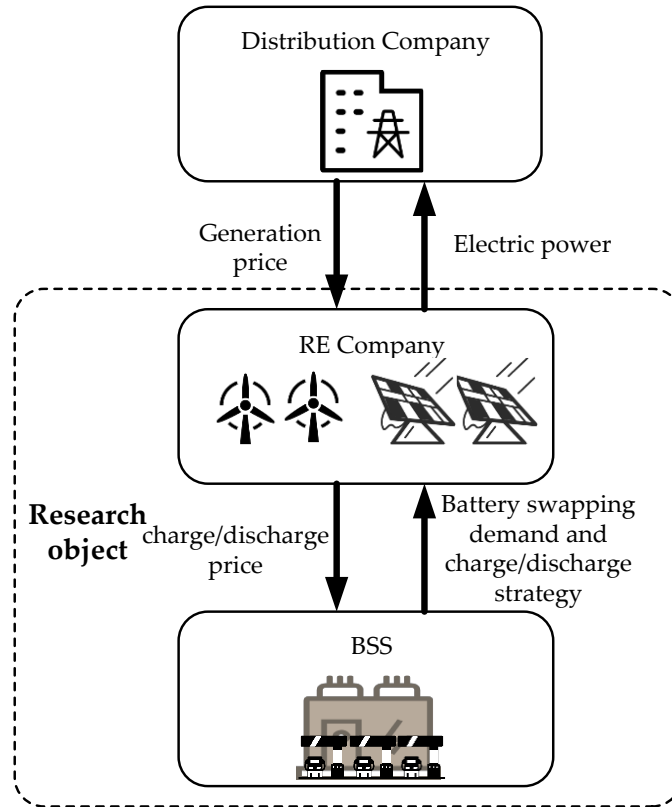 Distribution Company
Generation
price
Electric power
RE Company
Research
object
charge/discharge
price
Battery swapping
demand and
charge/discharge
strategy
BSS